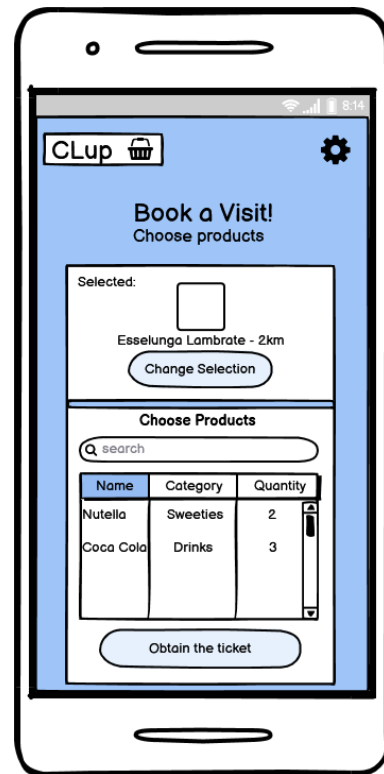 8:14
CLup
Book a Visit!
Choose products
Selected:
Esselunga Lambrate - 2km
Change Selection
Choose Products
search
Name Category Quantity
Nutella Sweeties 2
Coca Cola Drinks 3
Obtain the ticket